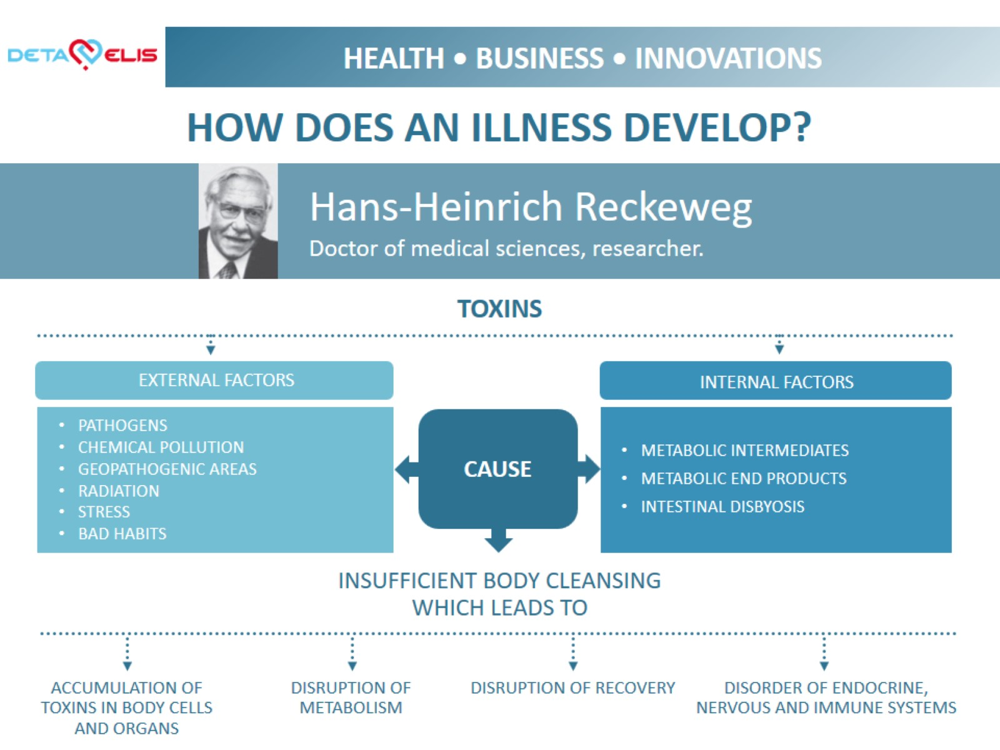 DETA ELIS
HEALTH • BUSINESS • INNOVATIONS
HOW DOES AN ILLNESS DEVELOP?
Hans-Heinrich Reckeweg
Doctor of medical sciences, researcher.
TOXINS
EXTERNAL FACTORS
• PATHOGENS
• CHEMICAL POLLUTION
• GEOPATHOGENIC AREAS
• RADIATION
• STRESS
• BAD HABITS
CAUSE
INTERNAL FACTORS
• METABOLIC INTERMEDIATES
• METABOLIC END PRODUCTS
• INTESTINAL DISBYOSIS
INSUFFICIENT BODY CLEANSING
WHICH LEADS TO
ACCUMULATION OF
TOXINS IN BODY CELLS
AND ORGANS
DISRUPTION OF
METABOLISM
DISRUPTION OF RECOVERY
DISORDER OF ENDOCRINE,
NERVOUS AND IMMUNE SYSTEMS